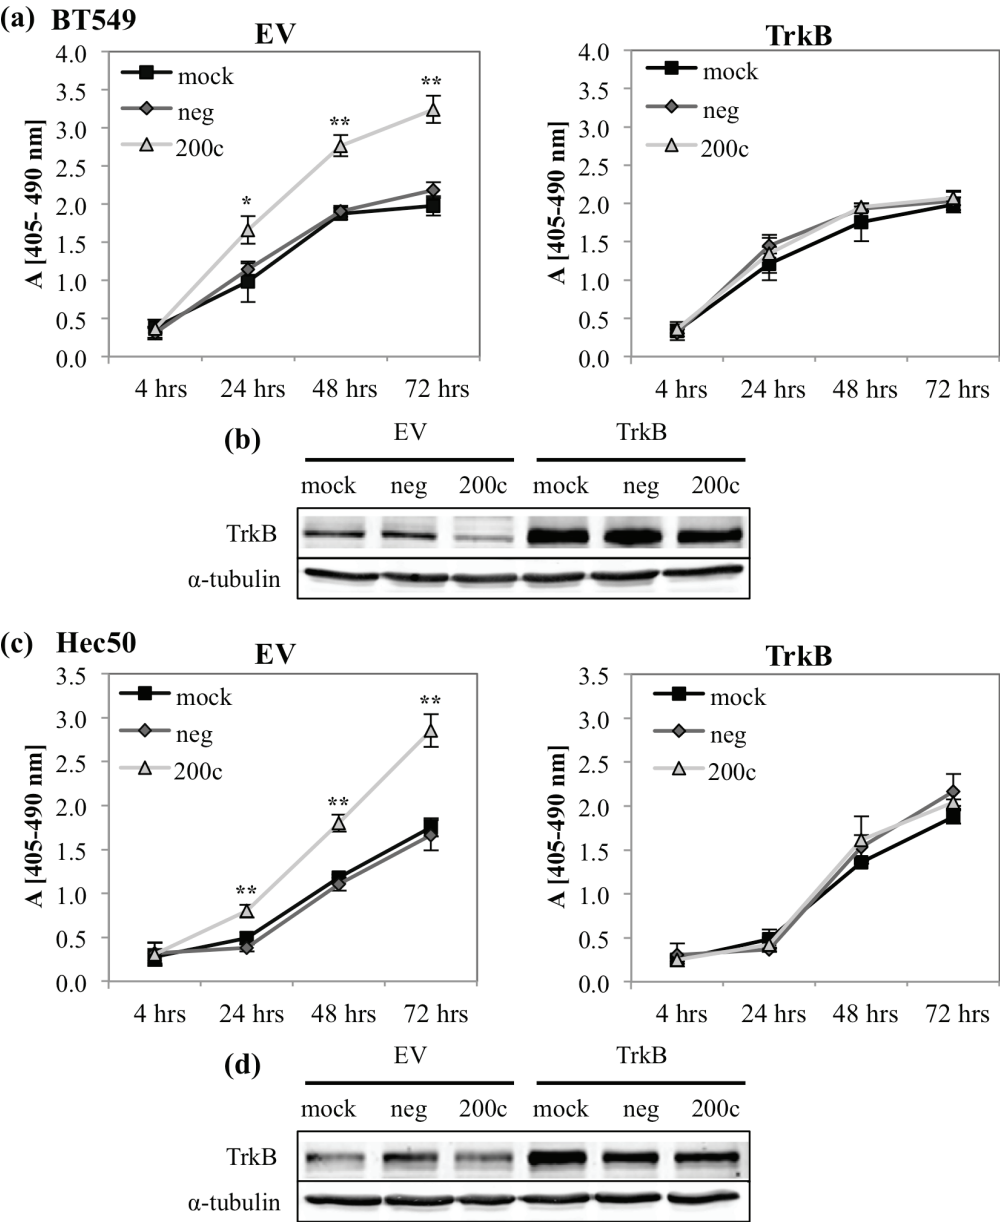 (a) BT549
EV
TrkB
4.0
3.5
3.0
2.5
2.0
1.5
1.0
0.5
0.0
A [405- 490 nm]
mock
neg
200c
*
**
**
4 hrs 24 hrs 48 hrs 72 hrs
4.0
3.5
3.0
2.5
2.0
1.5
1.0
0.5
0.0
A [405-490 nm]
mock
neg
200c
4 hrs 24 hrs 48 hrs 72 hrs
(b)
EV TrkB
mock neg 200c mock neg 200c
TrkB
α-tubulin
(c) Hec50
EV
TrkB
3.5
3.0
2.5
2.0
1.5
1.0
0.5
0.0
A [405-490 nm]
mock
neg
200c
**
**
**
4 hrs 24 hrs 48 hrs 72 hrs
3.5
3.0
2.5
2.0
1.5
1.0
0.5
0.0
A [405-490 nm]
mock
neg
200c
4 hrs 24 hrs 48 hrs 72 hrs
(d)
EV TrkB
mock neg 200c mock neg 200c
TrkB
α-tubulin